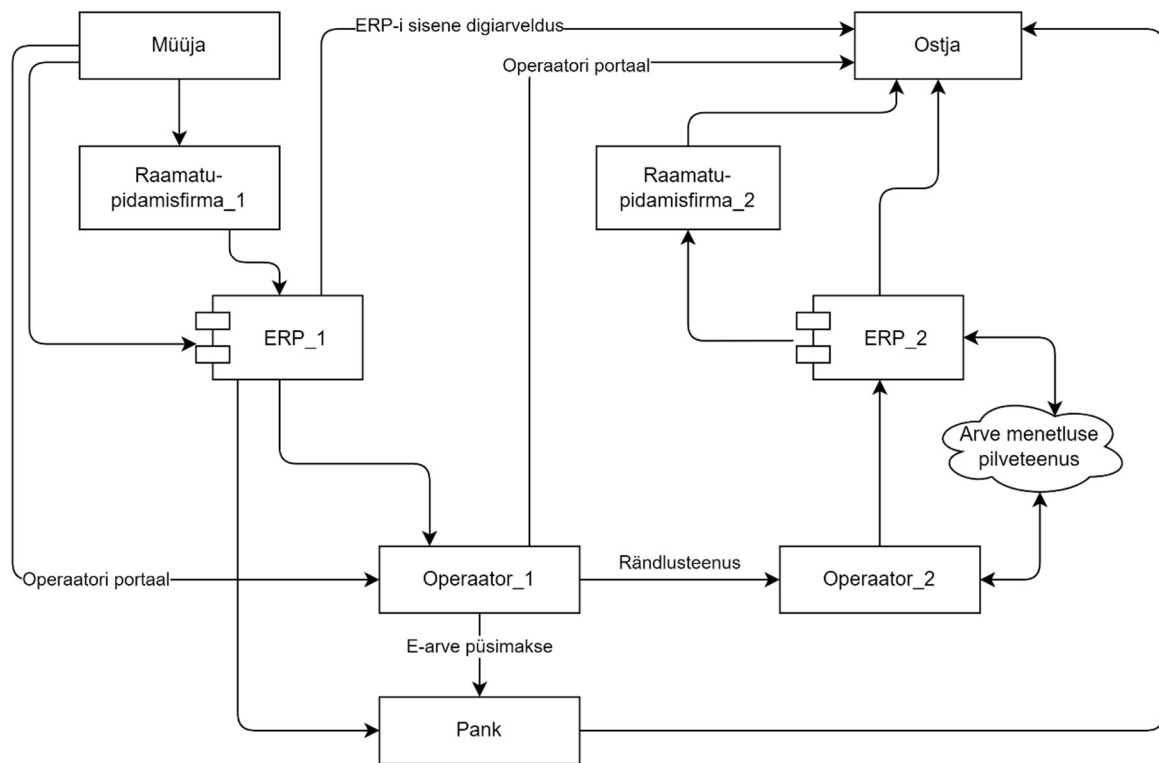 Müüja
ERP-i sisene digiarveldus
Ostja
Operaatori portaal
Raamatu-
pidamisfirma_1
Raamatu-
pidamisfirma_2
ERP_1
ERP_2
Arve menetluse
pilveteenus
Operaatori portaal
Operaator_1
Rändlusteenus
Operaator_2
E-arve püsimakse
Pank